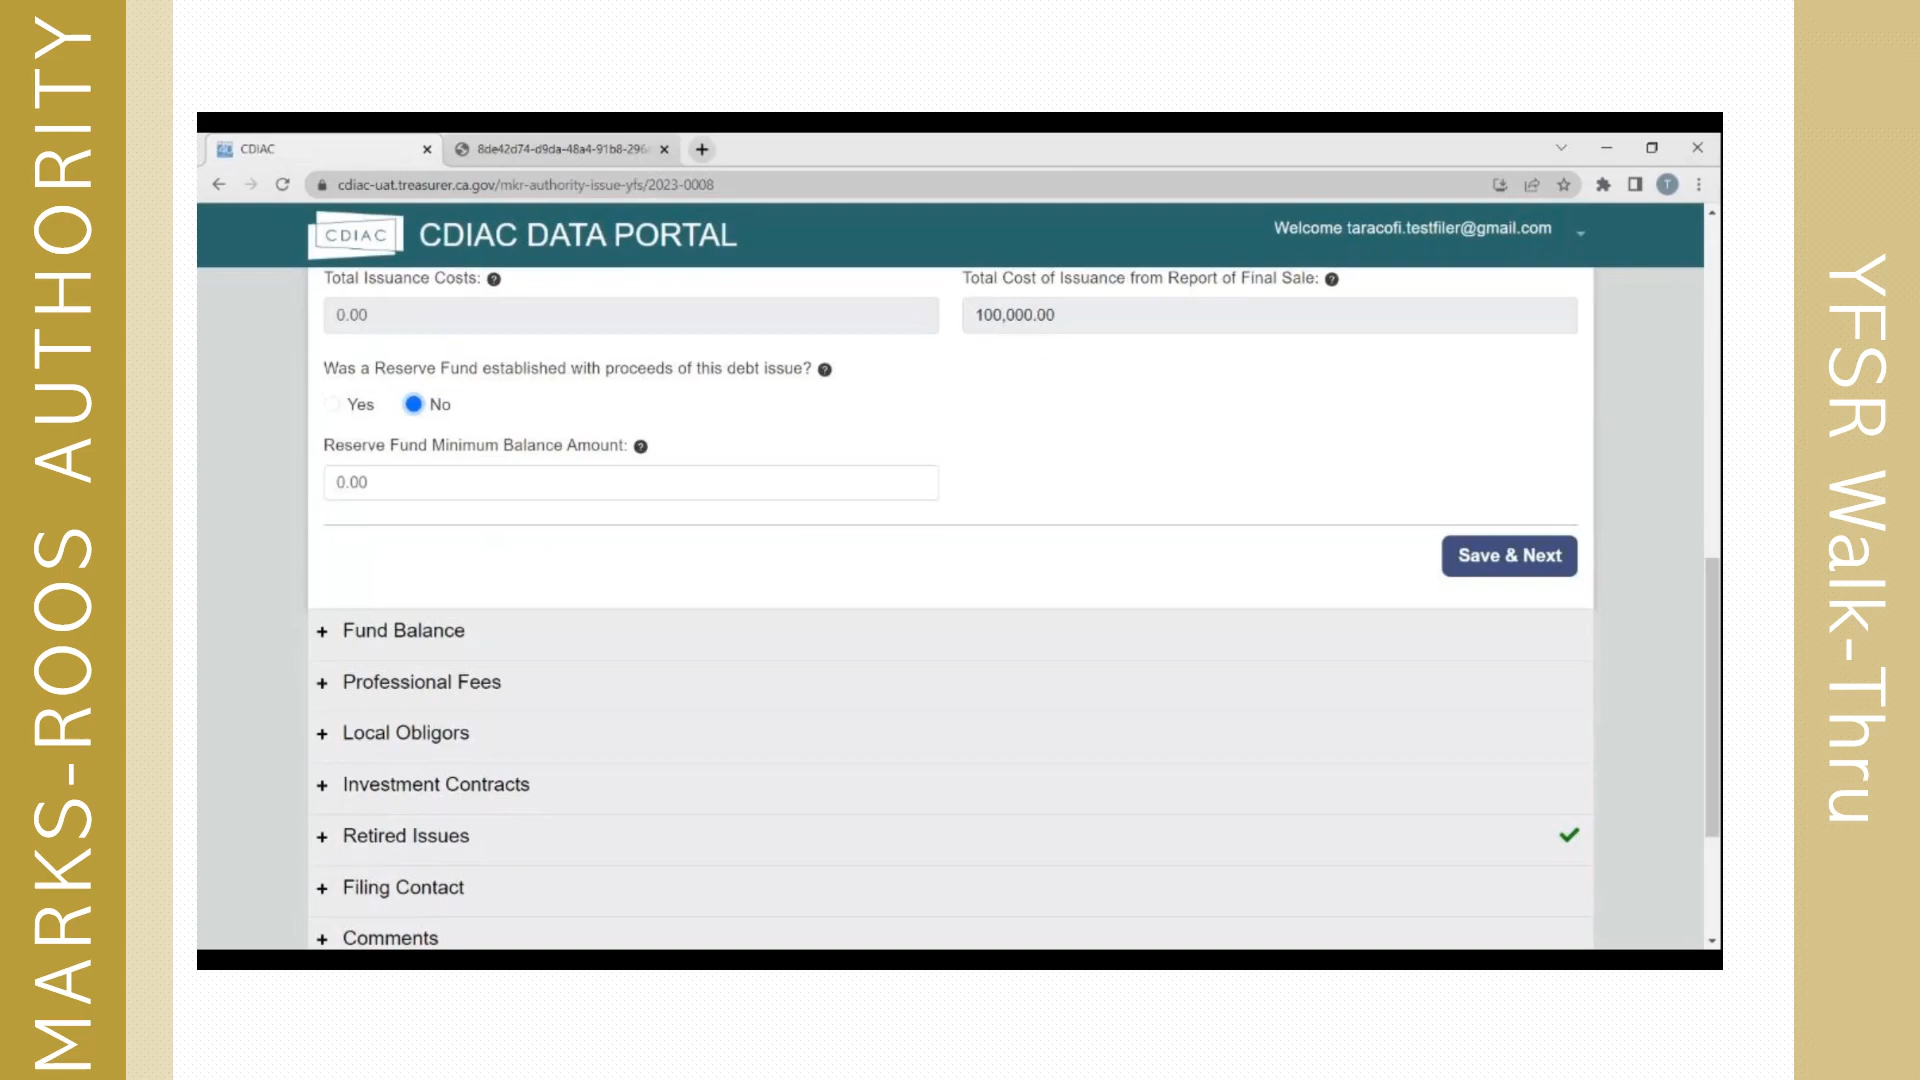 MARKS-ROOS AUTHORITY
CDIAC
8de42d74-d9da-48a4-91b8-296
cdiac-uat.treasurer.ca.gov/mkr-authority-issue-yfs/2023-0008
T
CDIAC
CDIAC DATA PORTAL
Welcome taracofi.testfiler@gmail.com
Total Issuance Costs:
Total Cost of Issuance from Report of Final Sale:
0.00
100,000.00
Was a Reserve Fund established with proceeds of this debt issue?
Yes
No
Reserve Fund Minimum Balance Amount:
0.00
Save & Next
+ Fund Balance
+ Professional Fees
+ Local Obligors
+ Investment Contracts
+ Retired Issues
+ Filing Contact
+ Comments
YFSR Walk-Thru